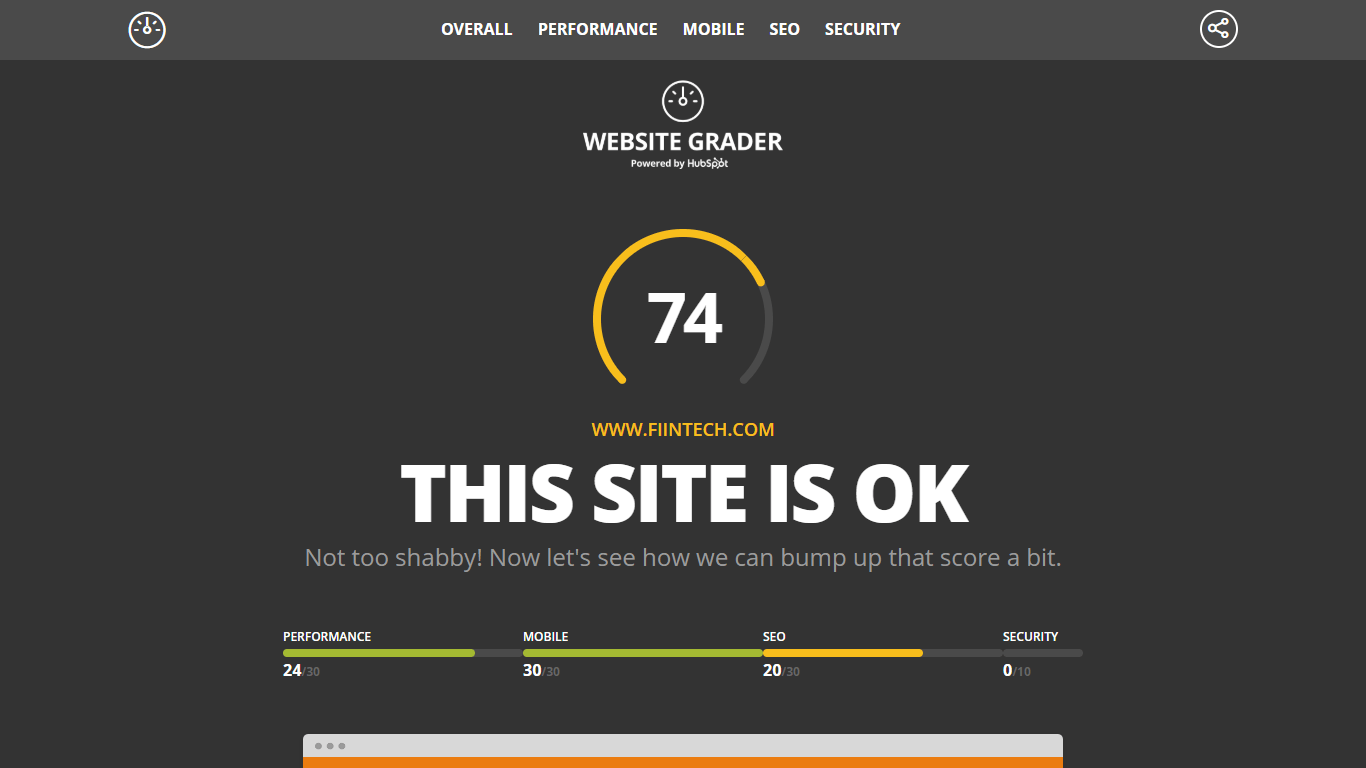 OVERALL PERFORMANCE MOBILE SEO SECURITY
WEBSITE GRADER
Powered by HubSpot
74
WWW.FIINTECH.COM
THIS SITE IS OK
Not too shabby! Now let's see how we can bump up that score a bit.
PERFORMANCE MOBILE SEO SECURITY
24/30 30/30 20/30 0/10